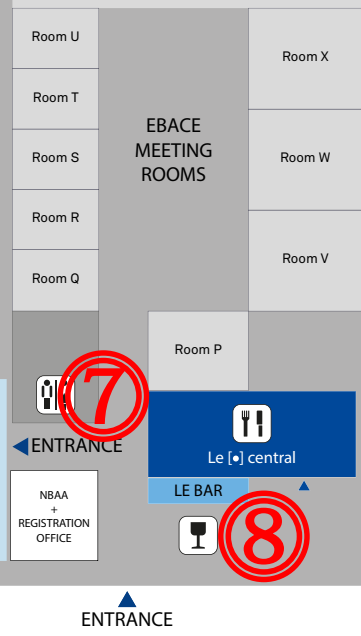 Room U
Room T
Room S
Room R
Room Q
EBACE
MEETING
ROOMS
Room X
Room W
Room V
Room P
7
ENTRANCE
Le [•] central
LE BAR
NBAA
+
REGISTRATION
OFFICE
8
ENTRANCE